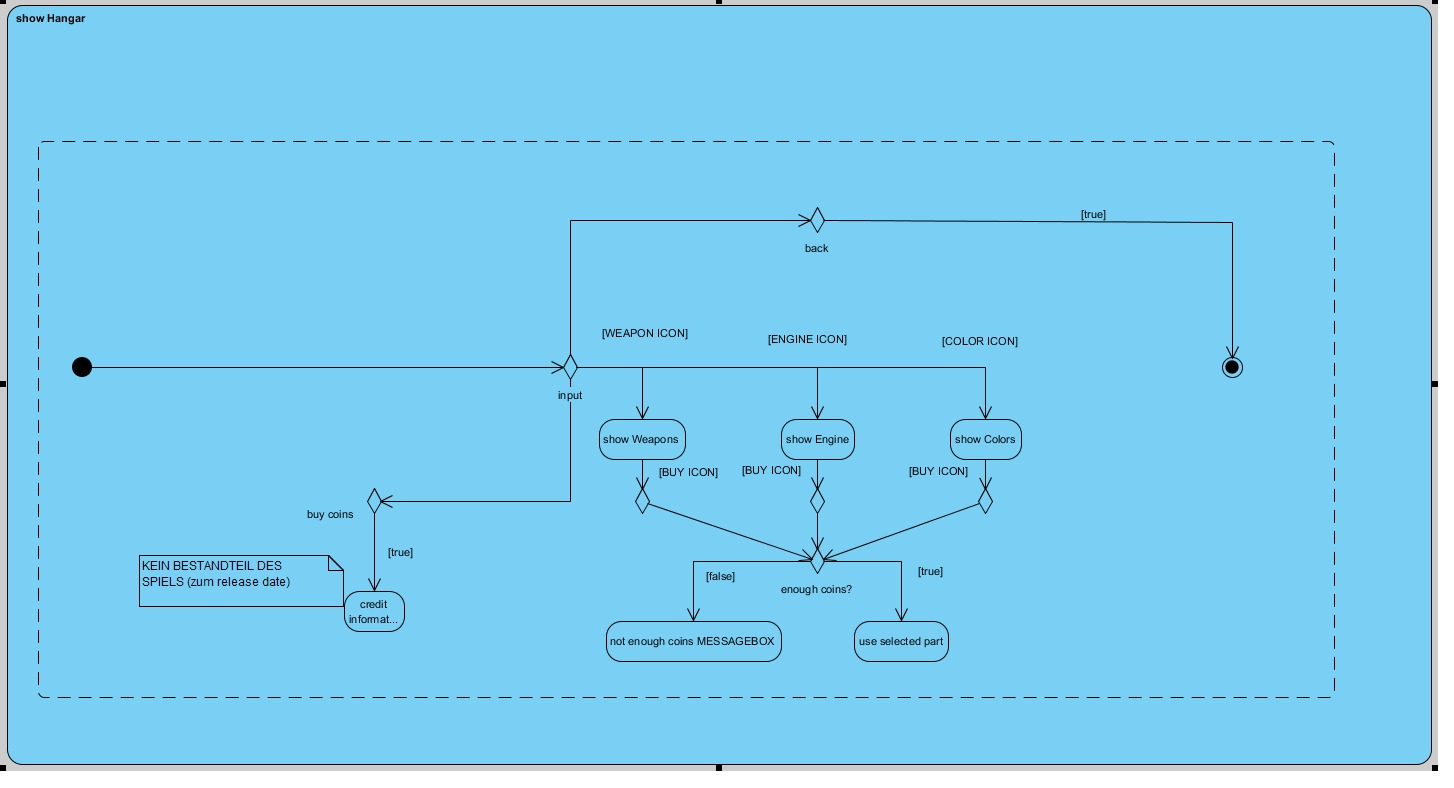 show Hangar
[true]
back
[WEAPON ICON]
[ENGINE ICON]
[COLOR ICON]
input
show Weapons
show Engine
show Colors
[BUY ICON]
[BUY ICON]
[BUY ICON]
buy coins
[true]
KEIN BESTANDTEIL DES
SPIELS (zum release date)
credit
informat...
[false]
[true]
enough coins?
not enough coins MESSAGEBOX
use selected part